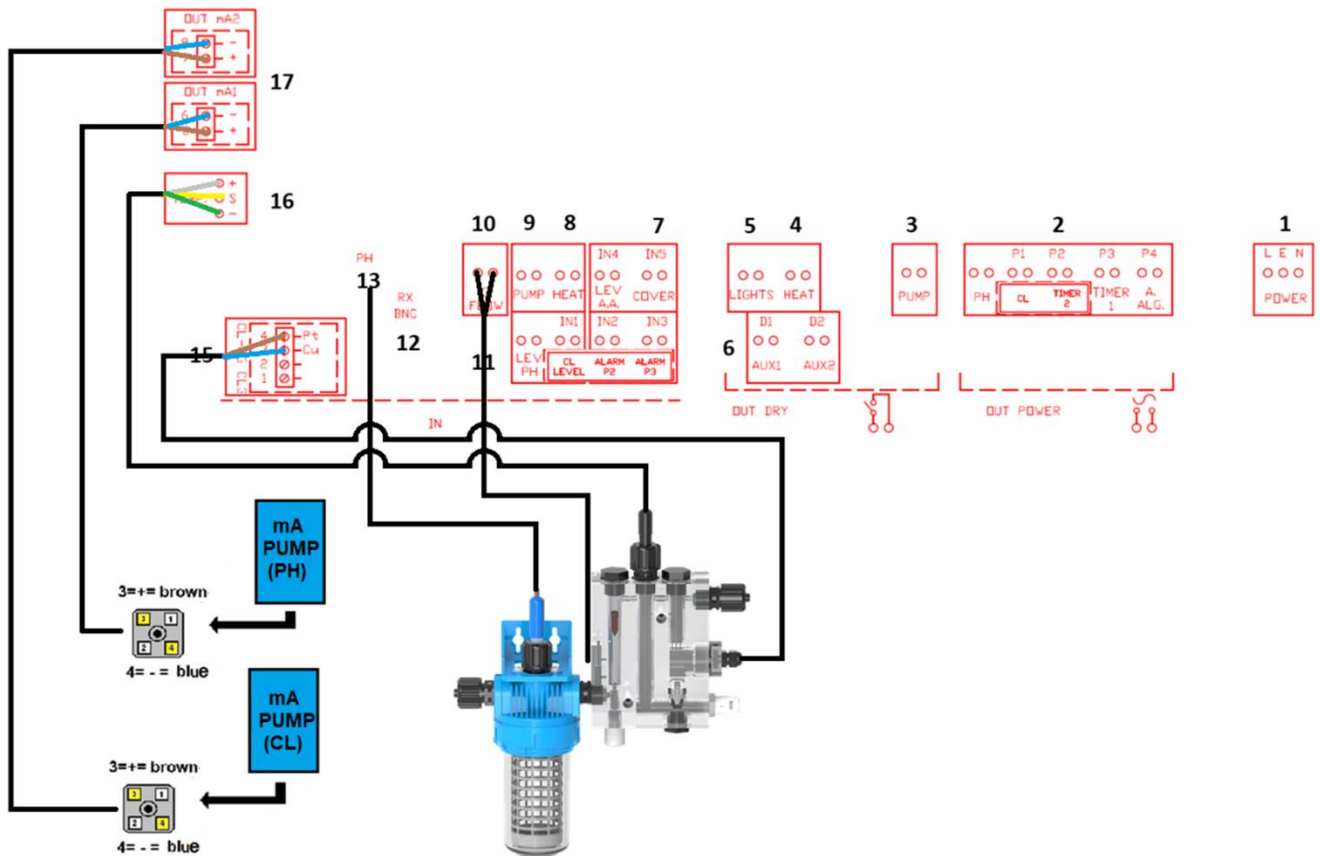 OUT mA2
8 -
7 +
17
OUT mA1
6 -
5 +
+
S
-
16
10 9 8 7 5 4 3 2 1
PH
13
FLOW
PUMP HEAT
IN4 IN5
LEV A.A. COVER
LIGHTS HEAT
PUMP
P1 P2 P3 P4
PH
CL
TIMER 2
TIMER 1
A. ALG.
L E N
POWER
RX
BNC
12
11
IN1 IN2 IN3
LEV PH
CL LEVEL
ALARM P2
ALARM P3
6
D1 D2
AUX1 AUX2
15
4 Pt
Cu
2
1
IN
OUT DRY
OUT POWER
mA
PUMP
(PH)
3=+= brown
3 1
2 4
4= - = blue
mA
PUMP
(CL)
3=+= brown
3 1
2 4
4= - = blue